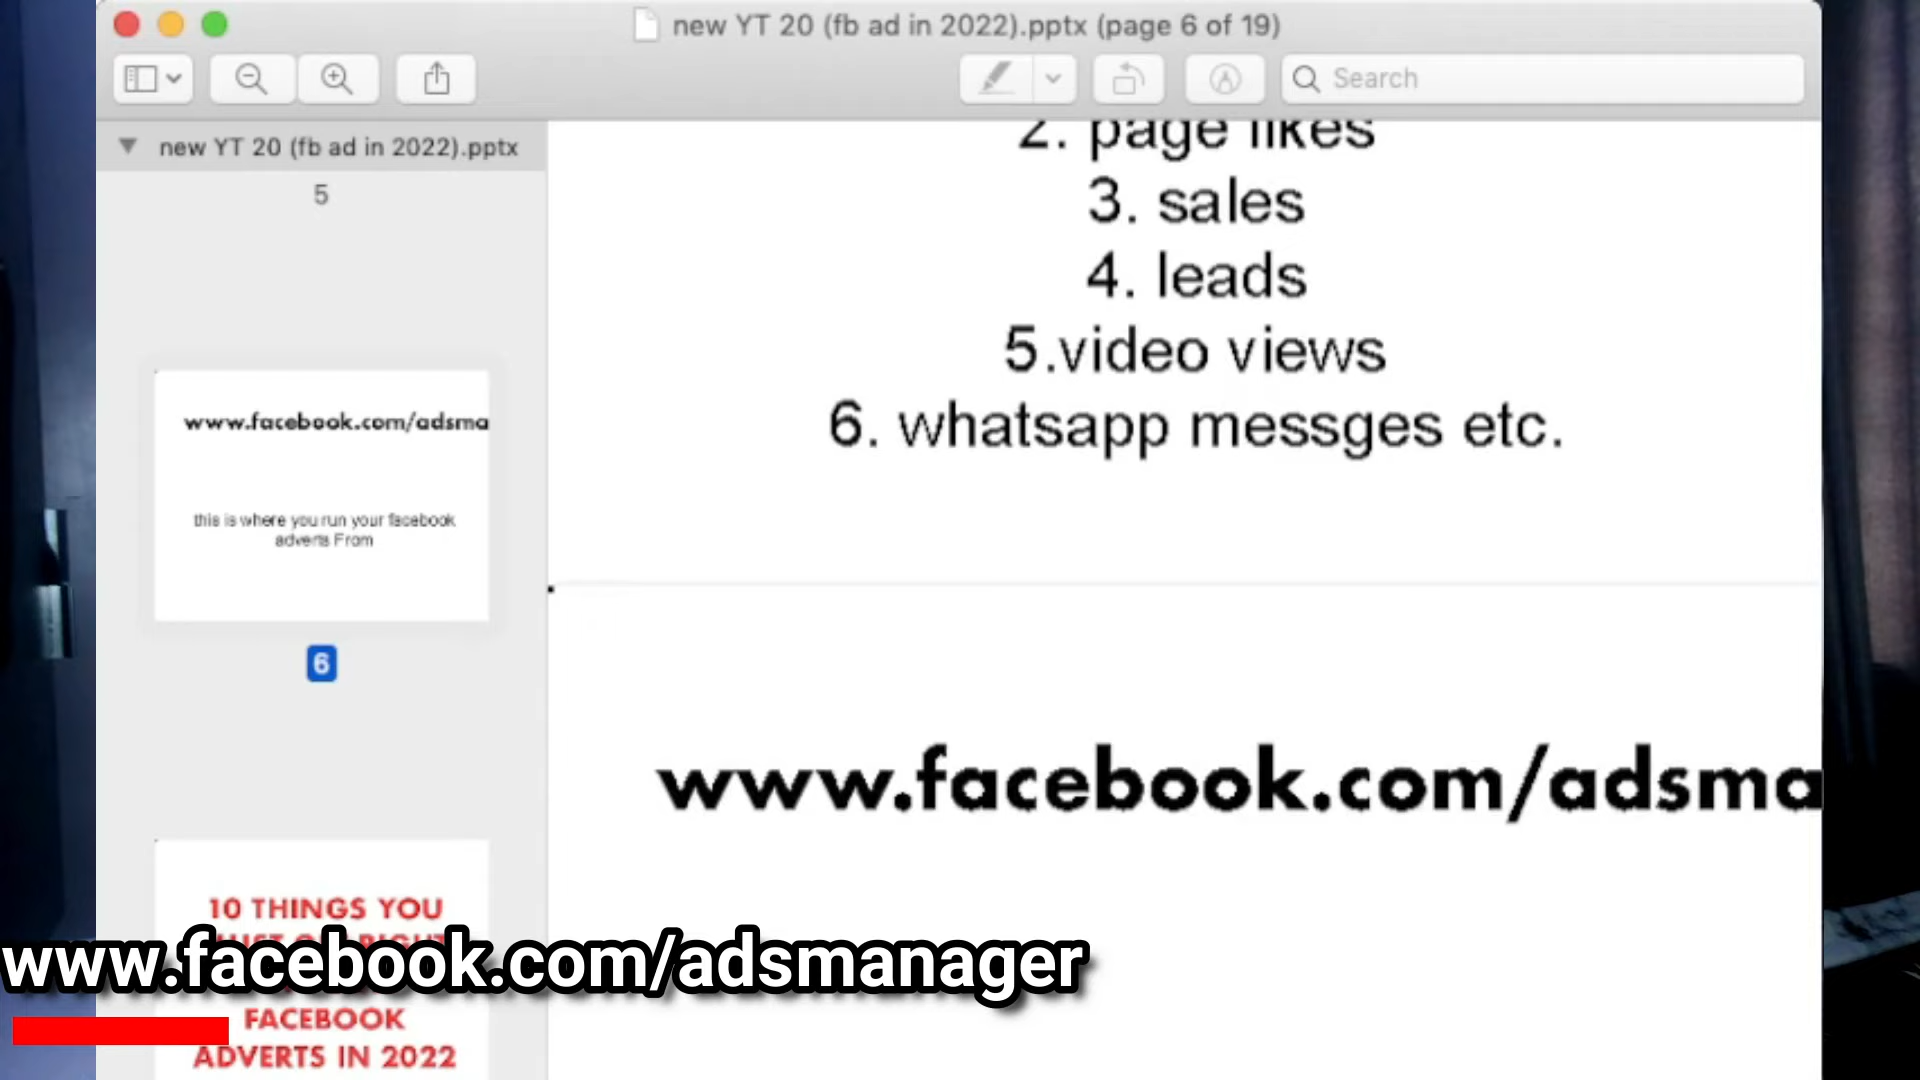 new YT 20 (fb ad in 2022).pptx (page 6 of 19)
Search
new YT 20 (fb ad in 2022).pptx
5
www.facebook.com/adsma
this is where you run your facebook
adverts From
6
10 THINGS YOU
FACEBOOK
ADVERTS IN 2022
2. page likes
3. sales
4. leads
5.video views
6. whatsapp messges etc.
www.facebook.com/adsma
www.facebook.com/adsmanager